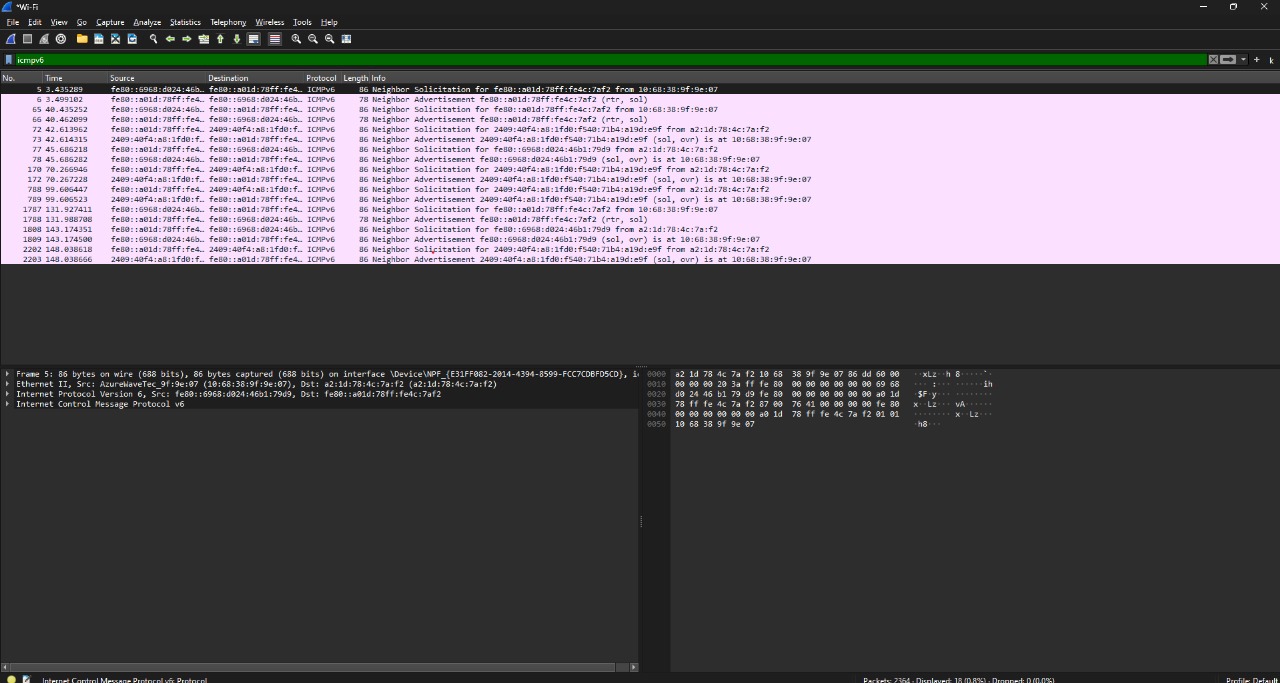 *Wi-Fi
File Edit View Go Capture Analyze Statistics Telephony Wireless Tools Help
icmpv6
No. Time Source Destination Protocol Length Info
5 3.435289 fe80::6968:d024:46b… fe80::a01d:78ff:fe4… ICMPv6 86 Neighbor Solicitation for fe80::a01d:78ff:fe4c:7af2 from 10:68:38:9f:9e:07
6 3.499102 fe80::a01d:78ff:fe4… fe80::6968:d024:46b… ICMPv6 78 Neighbor Advertisement fe80::a01d:78ff:fe4c:7af2 (rtr, sol)
65 40.435252 fe80::6968:d024:46b… fe80::a01d:78ff:fe4… ICMPv6 86 Neighbor Solicitation for fe80::a01d:78ff:fe4c:7af2 from 10:68:38:9f:9e:07
66 40.462099 fe80::a01d:78ff:fe4… fe80::6968:d024:46b… ICMPv6 78 Neighbor Advertisement fe80::a01d:78ff:fe4c:7af2 (rtr, sol)
72 42.613962 fe80::a01d:78ff:fe4… 2409:40f4:a8:1fd0:f… ICMPv6 86 Neighbor Solicitation for 2409:40f4:a8:1fd0:f540:71b4:a19d:e9f from a2:1d:78:4c:7a:f2
73 42.614315 2409:40f4:a8:1fd0:f… fe80::a01d:78ff:fe4… ICMPv6 86 Neighbor Advertisement 2409:40f4:a8:1fd0:f540:71b4:a19d:e9f (sol, ovr) is at 10:68:38:9f:9e:07
77 45.686218 fe80::a01d:78ff:fe4… fe80::6968:d024:46b… ICMPv6 86 Neighbor Solicitation for fe80::6968:d024:46b1:79d9 from a2:1d:78:4c:7a:f2
78 45.686282 fe80::6968:d024:46b… fe80::a01d:78ff:fe4… ICMPv6 86 Neighbor Advertisement fe80::6968:d024:46b1:79d9 (sol, ovr) is at 10:68:38:9f:9e:07
170 70.266946 fe80::a01d:78ff:fe4… 2409:40f4:a8:1fd0:f… ICMPv6 86 Neighbor Solicitation for 2409:40f4:a8:1fd0:f540:71b4:a19d:e9f from a2:1d:78:4c:7a:f2
172 70.267228 2409:40f4:a8:1fd0:f… fe80::a01d:78ff:fe4… ICMPv6 86 Neighbor Advertisement 2409:40f4:a8:1fd0:f540:71b4:a19d:e9f (sol, ovr) is at 10:68:38:9f:9e:07
788 99.606447 fe80::a01d:78ff:fe4… 2409:40f4:a8:1fd0:f… ICMPv6 86 Neighbor Solicitation for 2409:40f4:a8:1fd0:f540:71b4:a19d:e9f from a2:1d:78:4c:7a:f2
789 99.606523 2409:40f4:a8:1fd0:f… fe80::a01d:78ff:fe4… ICMPv6 86 Neighbor Advertisement 2409:40f4:a8:1fd0:f540:71b4:a19d:e9f (sol, ovr) is at 10:68:38:9f:9e:07
1787 131.927411 fe80::6968:d024:46b… fe80::a01d:78ff:fe4… ICMPv6 86 Neighbor Solicitation for fe80::a01d:78ff:fe4c:7af2 from 10:68:38:9f:9e:07
1788 131.988708 fe80::a01d:78ff:fe4… fe80::6968:d024:46b… ICMPv6 78 Neighbor Advertisement fe80::a01d:78ff:fe4c:7af2 (rtr, sol)
1808 143.174351 fe80::a01d:78ff:fe4… fe80::6968:d024:46b… ICMPv6 86 Neighbor Solicitation for fe80::6968:d024:46b1:79d9 from a2:1d:78:4c:7a:f2
1809 143.174500 fe80::6968:d024:46b… fe80::a01d:78ff:fe4… ICMPv6 86 Neighbor Advertisement fe80::6968:d024:46b1:79d9 (sol, ovr) is at 10:68:38:9f:9e:07
2202 148.038618 fe80::a01d:78ff:fe4… 2409:40f4:a8:1fd0:f… ICMPv6 86 Neighbor Solicitation for 2409:40f4:a8:1fd0:f540:71b4:a19d:e9f from a2:1d:78:4c:7a:f2
2203 148.038666 2409:40f4:a8:1fd0:f… fe80::a01d:78ff:fe4… ICMPv6 86 Neighbor Advertisement 2409:40f4:a8:1fd0:f540:71b4:a19d:e9f (sol, ovr) is at 10:68:38:9f:9e:07
Frame 5: 86 bytes on wire (688 bits), 86 bytes captured (688 bits) on interface \Device\NPF_{E31FF082-2014-4394-8599-FCC7CDBFD5CD}, i
Ethernet II, Src: AzureWaveTec_9f:9e:07 (10:68:38:9f:9e:07), Dst: a2:1d:78:4c:7a:f2 (a2:1d:78:4c:7a:f2)
Internet Protocol Version 6, Src: fe80::6968:d024:46b1:79d9, Dst: fe80::a01d:78ff:fe4c:7af2
Internet Control Message Protocol v6
0000 a2 1d 78 4c 7a f2 10 68 38 9f 9e 07 86 dd 60 00 ··xLz··h 8·····`·
0010 00 00 00 20 3a ff fe 80 00 00 00 00 00 00 69 68 ··· :··· ······ih
0020 d0 24 46 b1 79 d9 fe 80 00 00 00 00 00 00 a0 1d ·$F·y··· ········
0030 78 ff fe 4c 7a f2 87 00 76 41 00 00 00 00 fe 80 x··Lz··· vA······
0040 00 00 00 00 00 00 a0 1d 78 ff fe 4c 7a f2 01 01 ········ x··Lz···
0050 10 68 38 9f 9e 07 ·h8···
Internet Control Message Protocol v6: Protocol
Packets: 2364 · Displayed: 18 (0.8%) · Dropped: 0 (0.0%)
Profile: Default